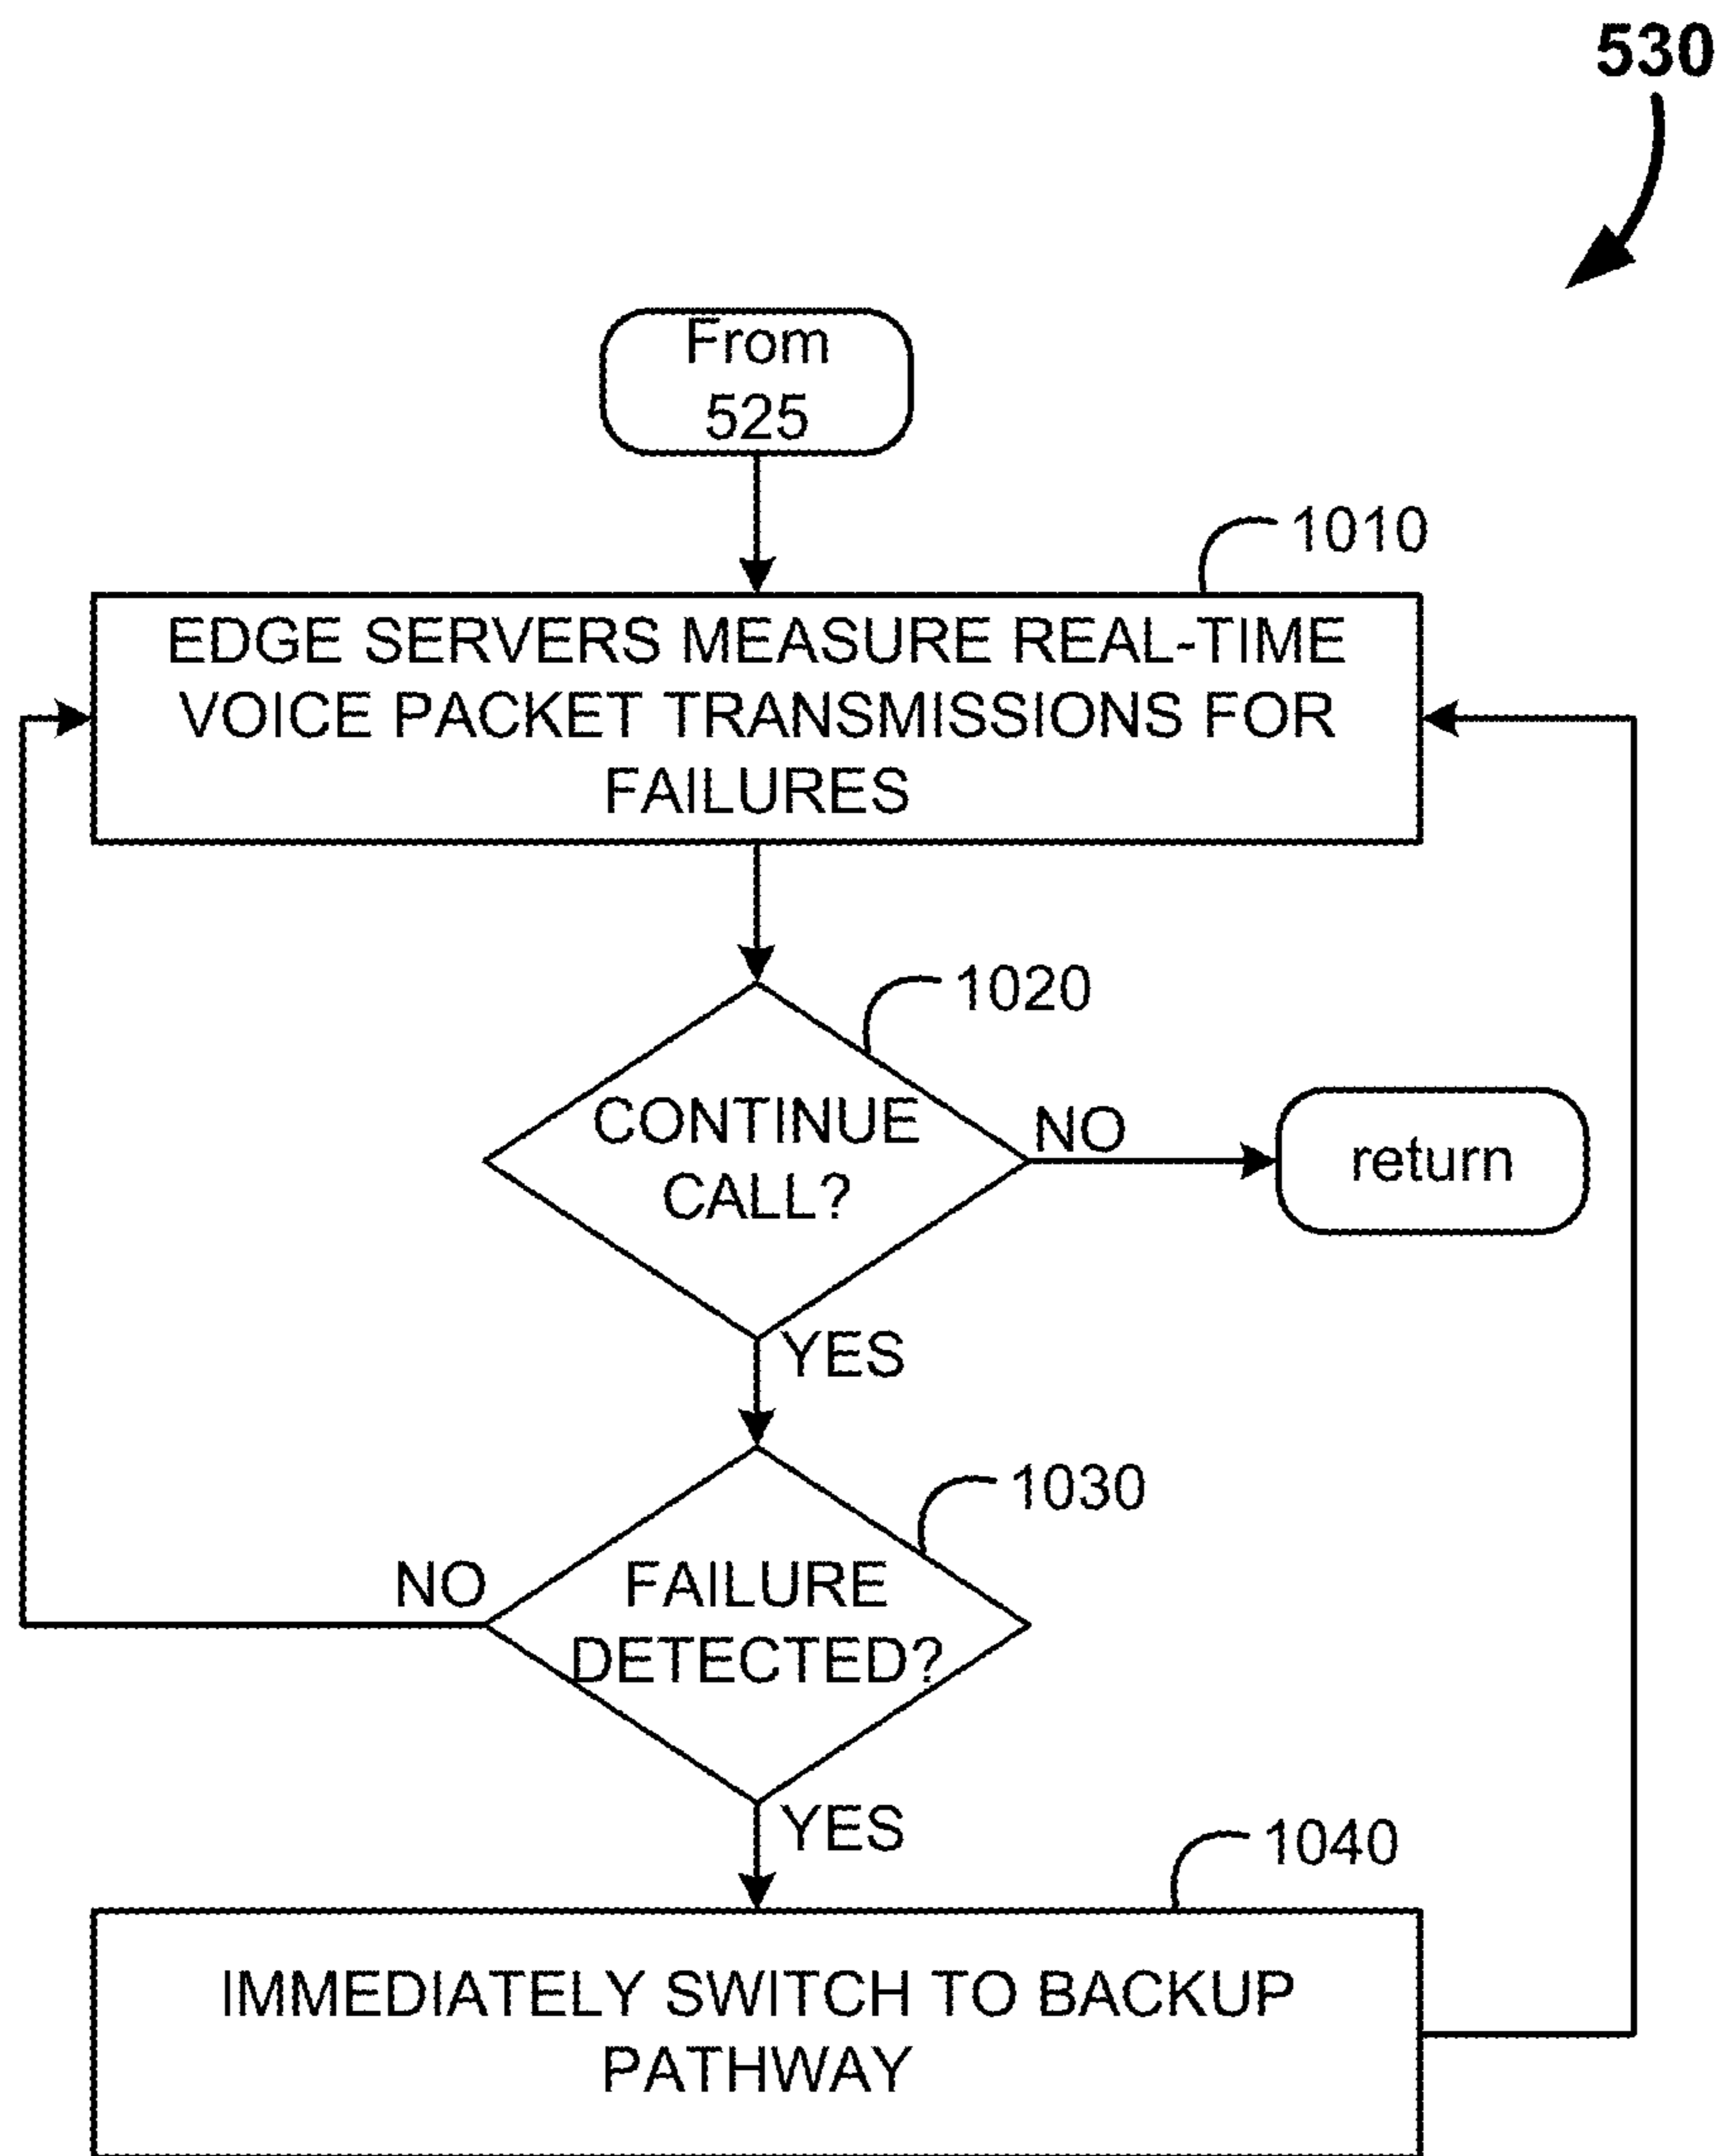 530
From
525
1010
EDGE SERVERS MEASURE REAL-TIME
VOICE PACKET TRANSMISSIONS FOR
FAILURES
1020
CONTINUE
CALL?
NO
return
YES
1030
NO
FAILURE
DETECTED?
YES
1040
IMMEDIATELY SWITCH TO BACKUP
PATHWAY